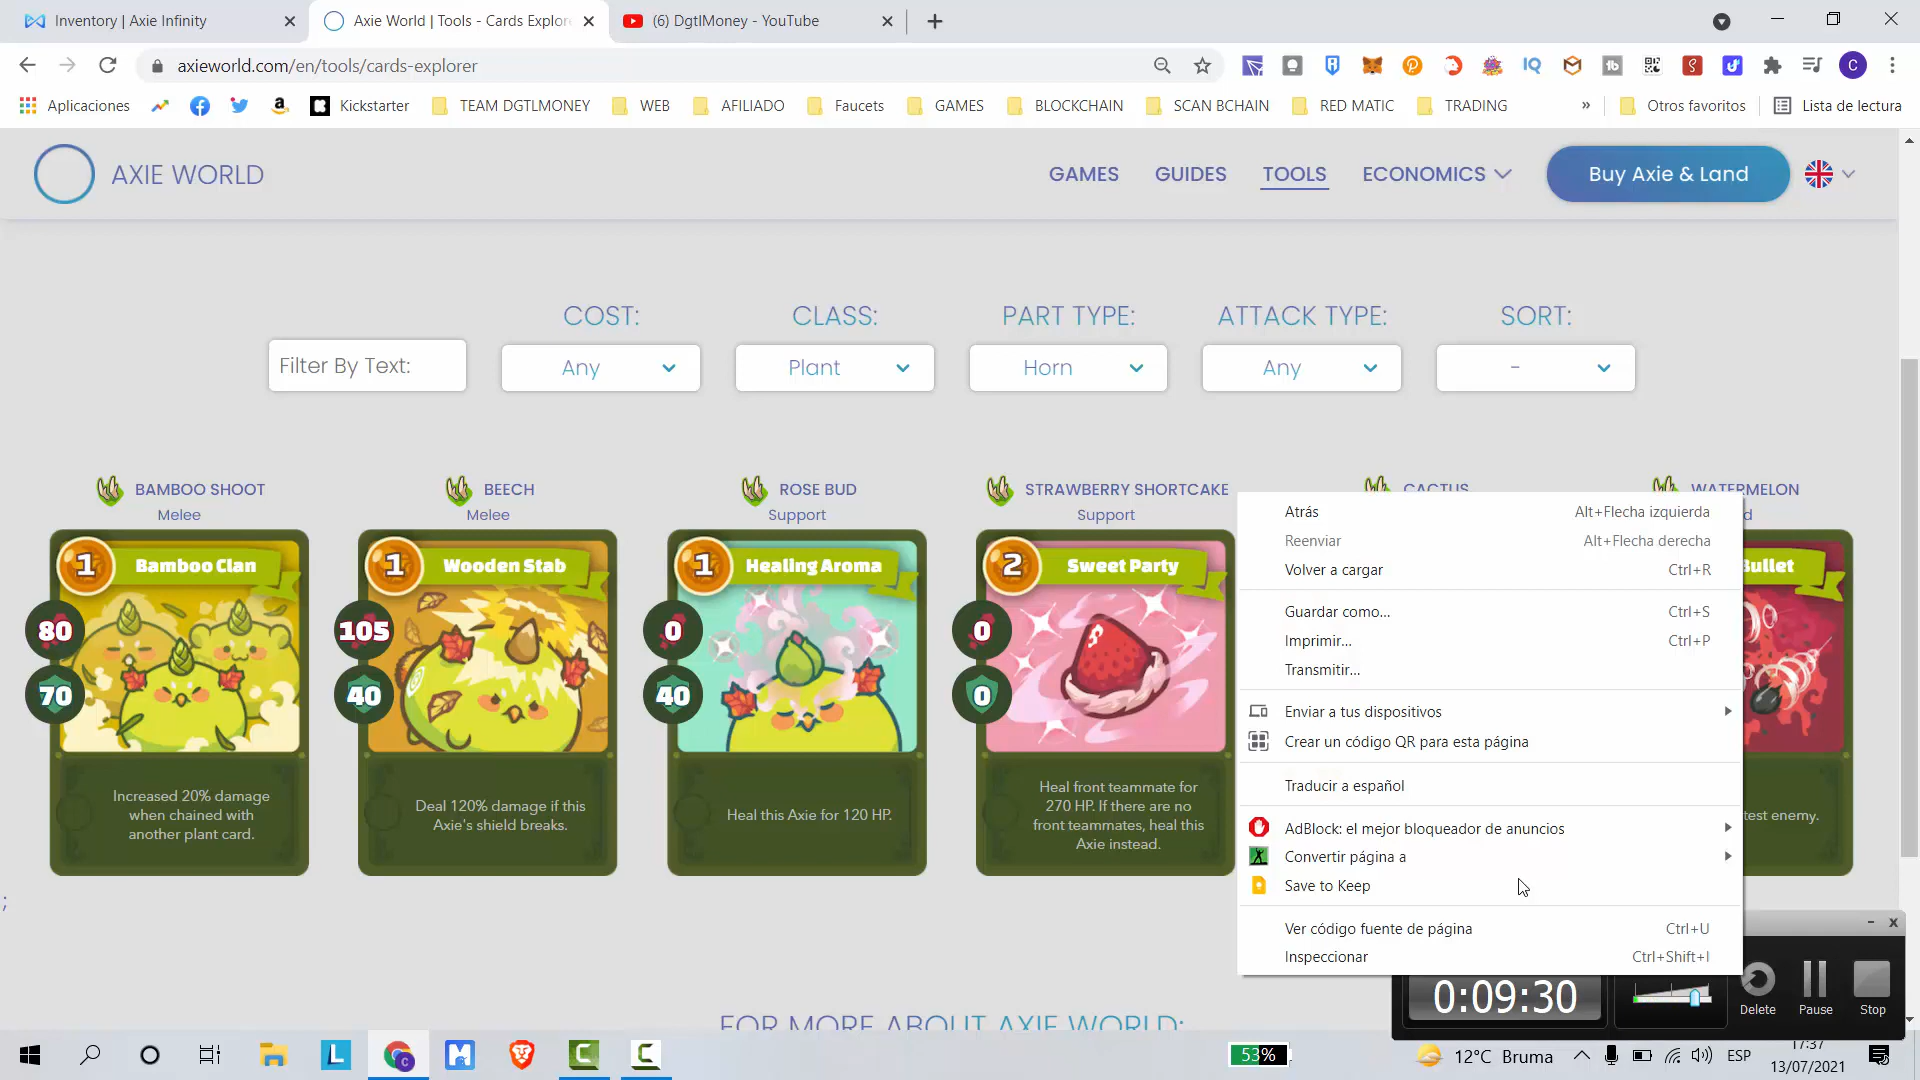 Inventory | Axie Infinity
Axie World | Tools - Cards Explor
(6) DgtlMoney - YouTube
axieworld.com/en/tools/cards-explorer
Aplicaciones
Kickstarter
TEAM DGTLMONEY
WEB
AFILIADO
Faucets
GAMES
BLOCKCHAIN
SCAN BCHAIN
RED MATIC
TRADING
»
Otros favoritos
Lista de lectura
AXIE WORLD
GAMES
GUIDES
TOOLS
ECONOMICS
Buy Axie & Land
COST:
CLASS:
PART TYPE:
ATTACK TYPE:
SORT:
Filter By Text:
Any
Plant
Horn
Any
-
BAMBOO SHOOT
Melee
1
Bamboo Clan
80
70
Increased 20% damage
when chained with
another plant card.
BEECH
Melee
1
Wooden Stab
105
40
Deal 120% damage if this
Axie's shield breaks.
ROSE BUD
Support
1
Healing Aroma
0
40
Heal this Axie for 120 HP.
STRAWBERRY SHORTCAKE
Support
2
Sweet Party
0
0
Heal front teammate for
270 HP. If there are no
front teammates, heal this
Axie instead.
CACTUS
WATERMELON
d
Bullet
test enemy.
Atrás Alt+Flecha izquierda
Reenviar Alt+Flecha derecha
Volver a cargar Ctrl+R
Guardar como... Ctrl+S
Imprimir... Ctrl+P
Transmitir...
Enviar a tus dispositivos
Crear un código QR para esta página
Traducir a español
AdBlock: el mejor bloqueador de anuncios
Convertir página a
Save to Keep
Ver código fuente de página Ctrl+U
Inspeccionar Ctrl+Shift+I
;
FOR MORE ABOUT AXIE WORLD:
0:09:30
Delete
Pause
Stop
53%
12°C Bruma
ESP
17:37
13/07/2021